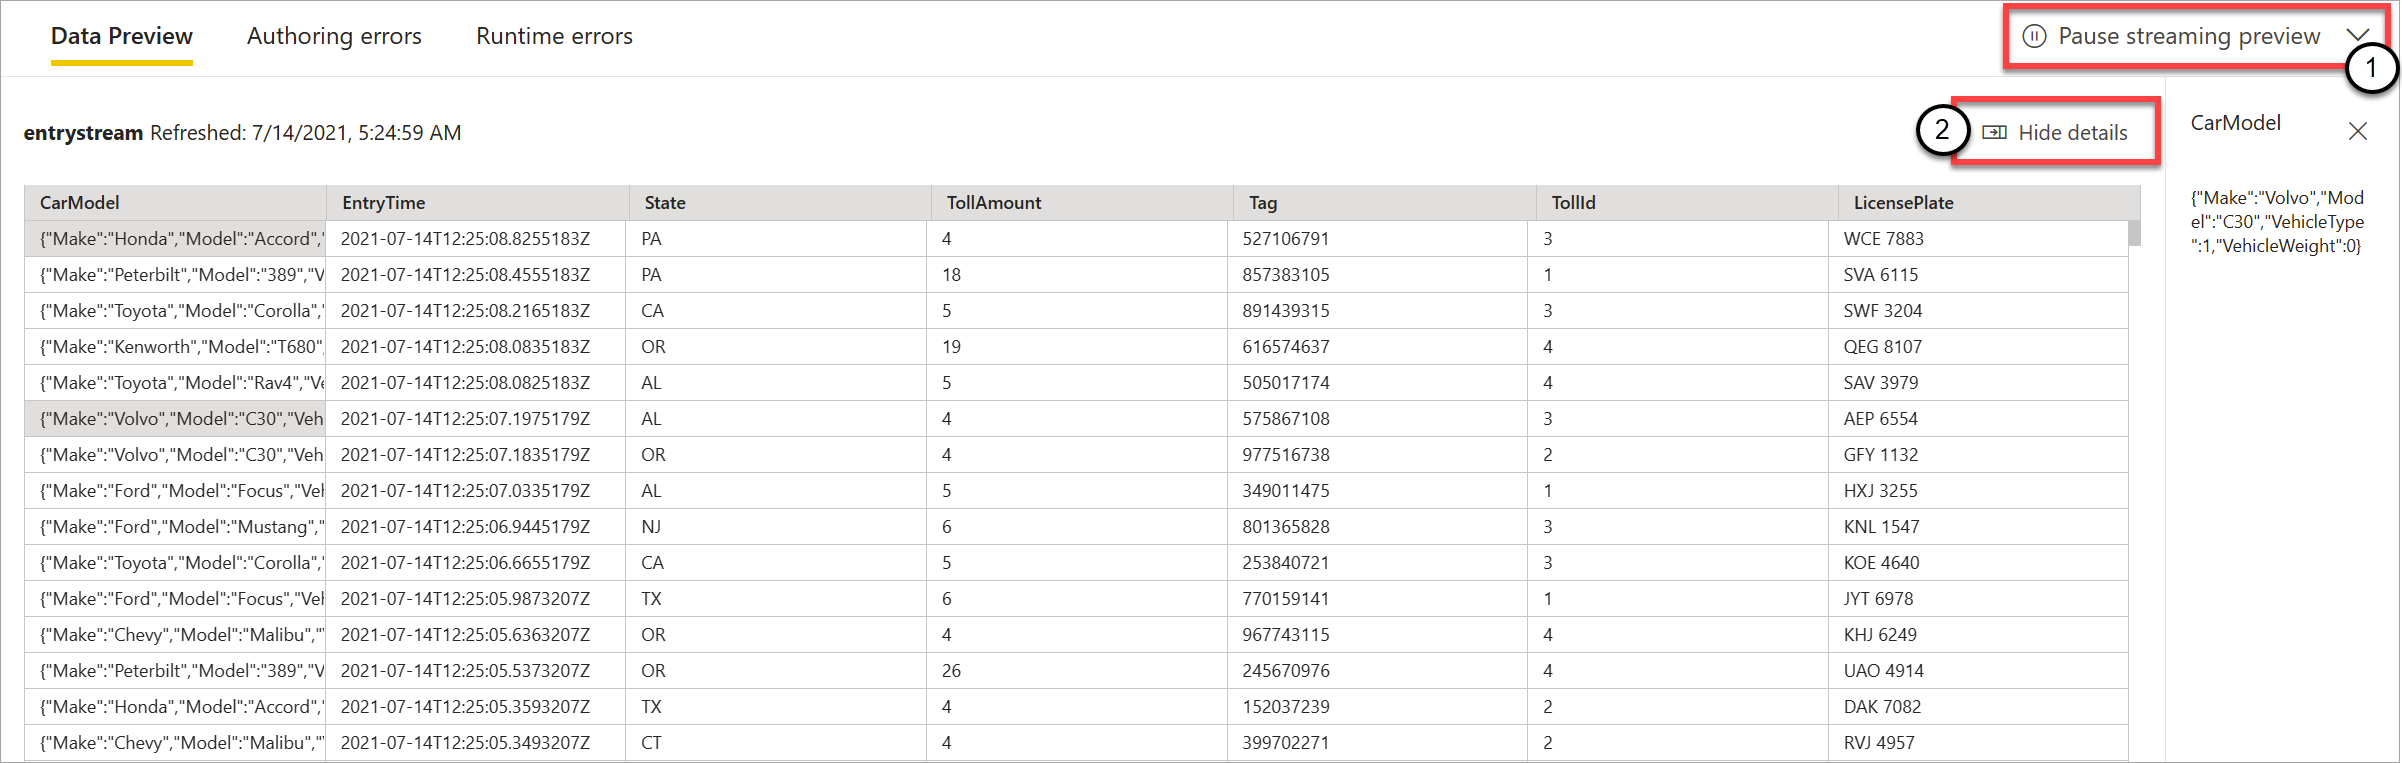 Data Preview Authoring errors Runtime errors Pause streaming preview
1
entrystream Refreshed: 7/14/2021, 5:24:59 AM 2 Hide details CarModel
CarModel EntryTime State TollAmount Tag TollId LicensePlate
{"Make":"Honda","Model":"Accord"," 2021-07-14T12:25:08.8255183Z PA 4 527106791 3 WCE 7883
{"Make":"Peterbilt","Model":"389","V 2021-07-14T12:25:08.4555183Z PA 18 857383105 1 SVA 6115
{"Make":"Toyota","Model":"Corolla"," 2021-07-14T12:25:08.2165183Z CA 5 891439315 3 SWF 3204
{"Make":"Kenworth","Model":"T680", 2021-07-14T12:25:08.0835183Z OR 19 616574637 4 QEG 8107
{"Make":"Toyota","Model":"Rav4","Ve 2021-07-14T12:25:08.0825183Z AL 5 505017174 4 SAV 3979
{"Make":"Volvo","Model":"C30","Veh 2021-07-14T12:25:07.1975179Z AL 4 575867108 3 AEP 6554
{"Make":"Volvo","Model":"C30","Veh 2021-07-14T12:25:07.1835179Z OR 4 977516738 2 GFY 1132
{"Make":"Ford","Model":"Focus","Veh 2021-07-14T12:25:07.0335179Z AL 5 349011475 1 HXJ 3255
{"Make":"Ford","Model":"Mustang"," 2021-07-14T12:25:06.9445179Z NJ 6 801365828 3 KNL 1547
{"Make":"Toyota","Model":"Corolla"," 2021-07-14T12:25:06.6655179Z CA 5 253840721 3 KOE 4640
{"Make":"Ford","Model":"Focus","Veh 2021-07-14T12:25:05.9873207Z TX 6 770159141 1 JYT 6978
{"Make":"Chevy","Model":"Malibu"," 2021-07-14T12:25:05.6363207Z OR 4 967743115 4 KHJ 6249
{"Make":"Peterbilt","Model":"389","V 2021-07-14T12:25:05.5373207Z OR 26 245670976 4 UAO 4914
{"Make":"Honda","Model":"Accord"," 2021-07-14T12:25:05.3593207Z TX 4 152037239 2 DAK 7082
{"Make":"Chevy","Model":"Malibu"," 2021-07-14T12:25:05.3493207Z CT 4 399702271 2 RVJ 4957
{"Make":"Volvo","Mod
el":"C30","VehicleType
":1,"VehicleWeight":0}